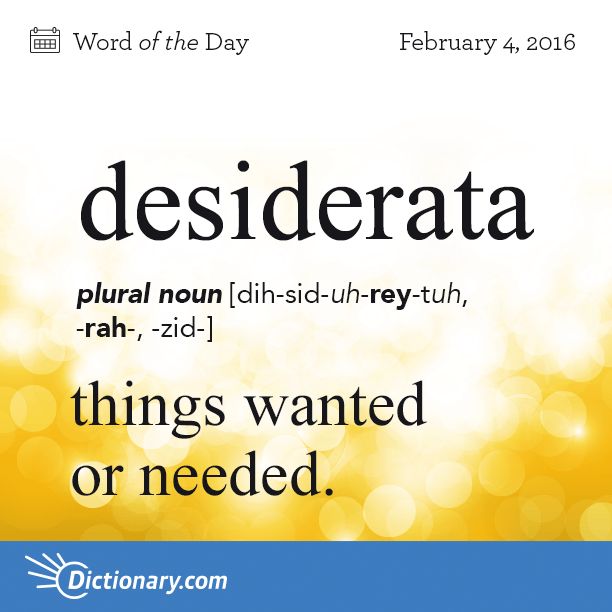 Word of the Day
February 4, 2016
desiderata
plural noun [dih-sid-uh-rey-tuh,
-rah-, -zid-]
things wanted
or needed.
Dictionary.com